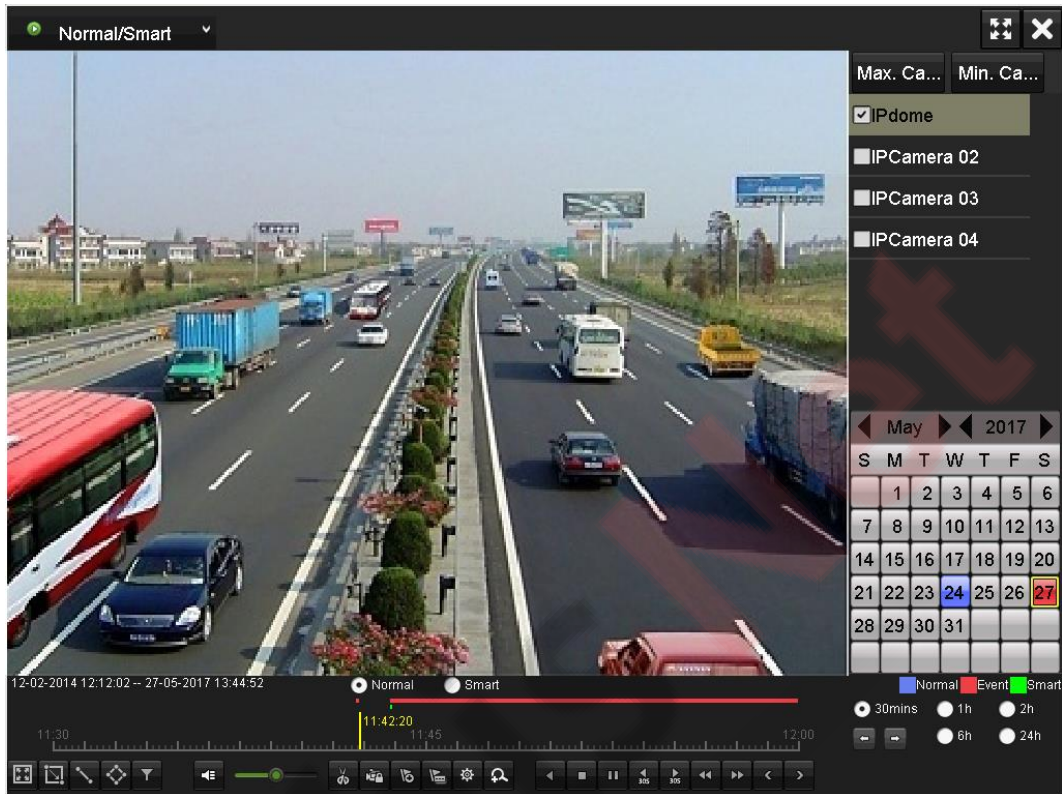 Normal/Smart
Max. Ca... Min. Ca...
IPdome
IPCamera 02
IPCamera 03
IPCamera 04
May 2017
S M T W T F S
1 2 3 4 5 6
7 8 9 10 11 12 13
14 15 16 17 18 19 20
21 22 23 24 25 26 27
28 29 30 31
12-02-2014 12:12:02 -- 27-05-2017 13:44:52
Normal Smart
Normal Event Smart
30mins 1h 2h
6h 24h
11:42:20
11:30 11:45 12:00
30S 30S